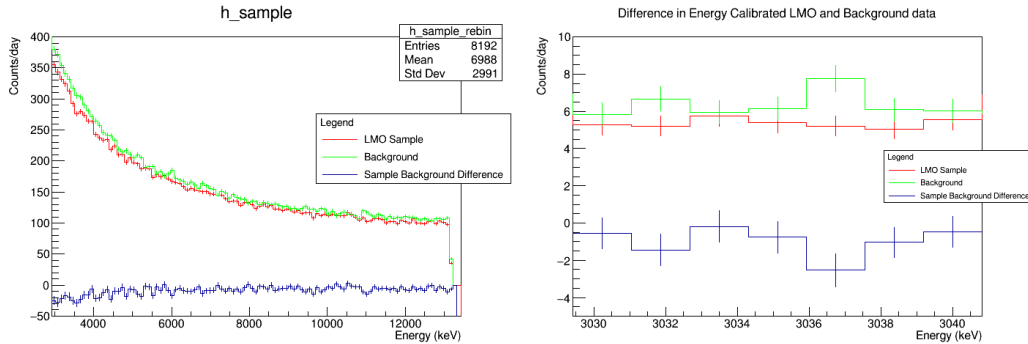 h_sample
Counts/day
400
350
300
250
200
150
100
50
0
−50
h_sample_rebin
Entries 8192
Mean 6988
Std Dev 2991
Legend
LMO Sample
Background
Sample Background Difference
4000 6000 8000 10000 12000
Energy (keV)
Difference in Energy Calibrated LMO and Background data
Counts/day
10
8
6
4
2
0
−2
−4
Legend
LMO Sample
Background
Sample Background Difference
3030 3032 3034 3036 3038 3040
Energy (keV)